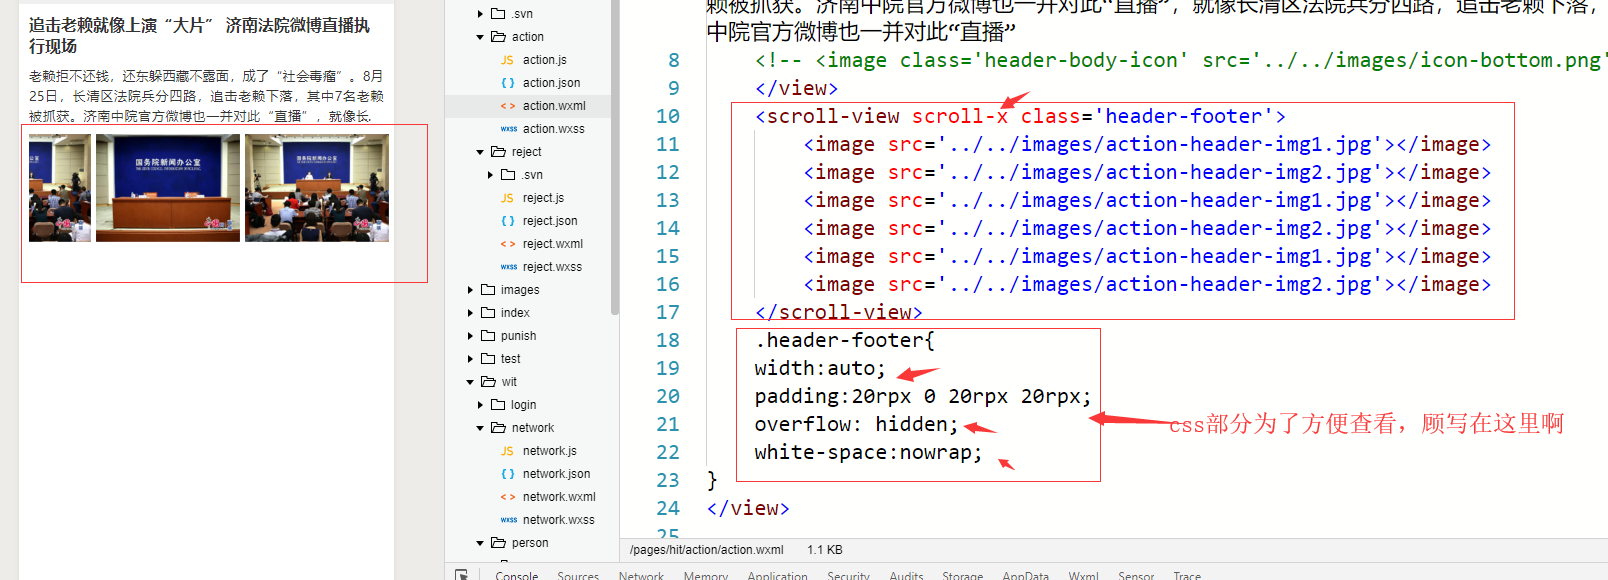 追击老赖就像上演“大片” 济南法院微博直播执
行现场
老赖拒不还钱，还东躲西藏不露面，成了“社会毒瘤”。8月
25日，长清区法院兵分四路，追击老赖下落，其中7名老赖
被抓获。济南中院官方微博也一并对此“直播”，就像长.
国务院新闻办公室
国务院新闻办公室
.svn
action
JS action.js
{ } action.json
< > action.wxml
wxss action.wxss
reject
.svn
JS reject.js
{ } reject.json
< > reject.wxml
wxss reject.wxss
images
index
punish
test
wit
login
network
JS network.js
{ } network.json
< > network.wxml
wxss network.wxss
person
赖被抓获。济南中院官方微博也一并对此“直播”，就像长清区法院兵分四路，追击老赖下落，
中院官方微博也一并对此“直播”
8 <!-- <image class='header-body-icon' src='../../images/icon-bottom.png'
9 </view>
10 <scroll-view scroll-x class='header-footer'>
11 <image src='../../images/action-header-img1.jpg'></image>
12 <image src='../../images/action-header-img2.jpg'></image>
13 <image src='../../images/action-header-img1.jpg'></image>
14 <image src='../../images/action-header-img2.jpg'></image>
15 <image src='../../images/action-header-img1.jpg'></image>
16 <image src='../../images/action-header-img2.jpg'></image>
17 </scroll-view>
18 .header-footer{
19 width:auto;
20 padding:20rpx 0 20rpx 20rpx;
21 overflow: hidden;
css部分为了方便查看，顾写在这里啊
22 white-space:nowrap;
23 }
24 </view>
25
/pages/hit/action/action.wxml 1.1 KB
Console Sources Network Memory Application Security Audits Storage AppData Wxml Sensor Trace